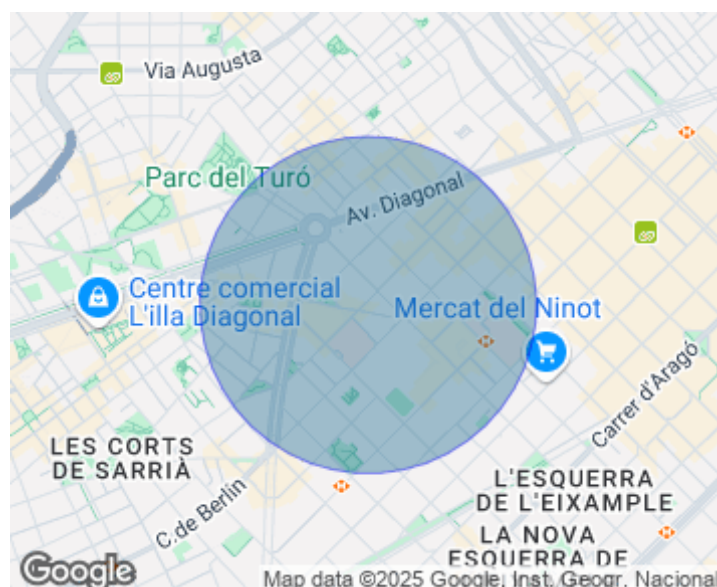 Via Augusta
Parc del Turó
Av. Diagonal
Centre comercial
L'illa Diagonal
Mercat del Ninot
Carrer d'Aragó
LES CORTS
DE SARRIÀ
L'ESQUERRA
DE L'EIXAMPLE
C. de Berlín
LA NOVA
ESQUERRA DE
Google
Map data ©2025 Google, Inst. Geogr. Nacional